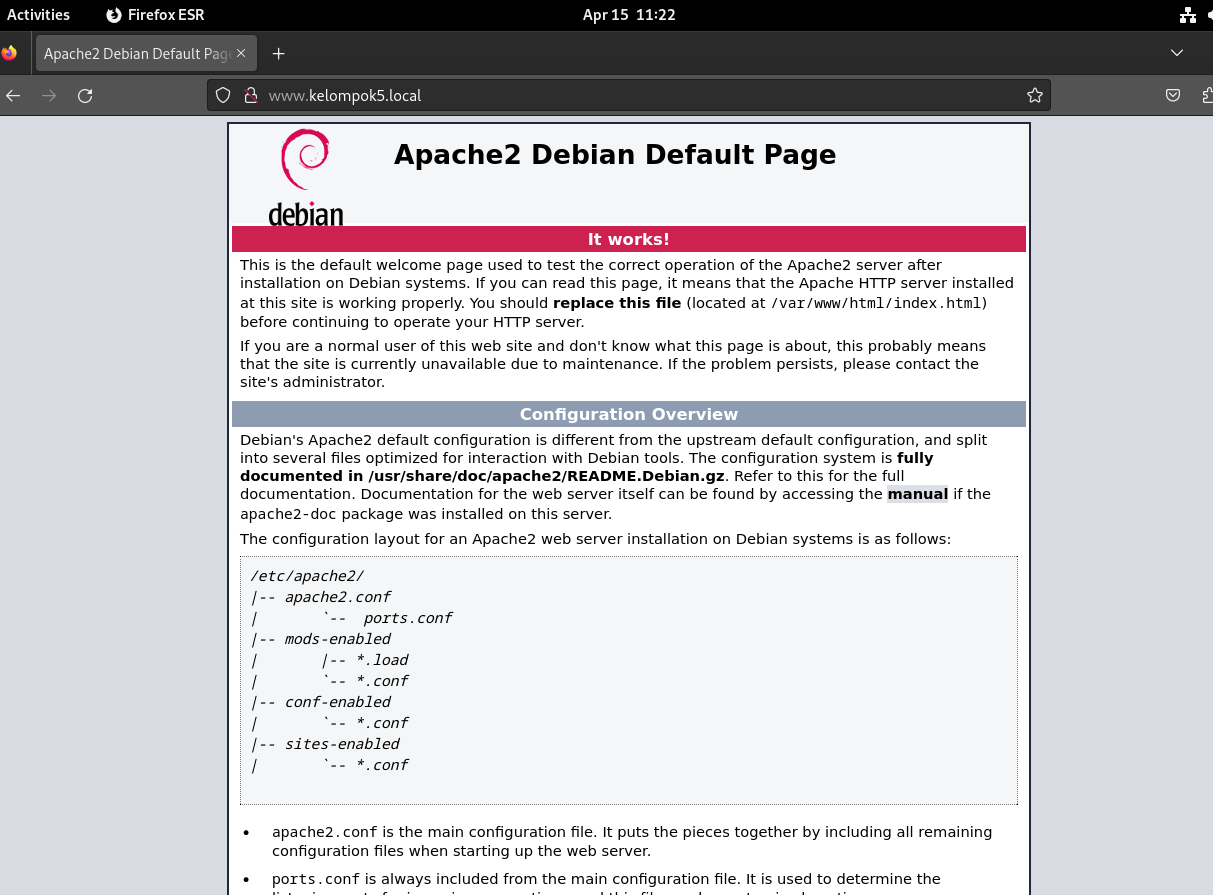 Activities
Firefox ESR
Apr 15 11:22
Apache2 Debian Default Page
www.kelompok5.local
debian
Apache2 Debian Default Page
It works!
This is the default welcome page used to test the correct operation of the Apache2 server after
installation on Debian systems. If you can read this page, it means that the Apache HTTP server installed
at this site is working properly. You should replace this file (located at /var/www/html/index.html)
before continuing to operate your HTTP server.
If you are a normal user of this web site and don't know what this page is about, this probably means
that the site is currently unavailable due to maintenance. If the problem persists, please contact the
site's administrator.
Configuration Overview
Debian's Apache2 default configuration is different from the upstream default configuration, and split
into several files optimized for interaction with Debian tools. The configuration system is fully
documented in /usr/share/doc/apache2/README.Debian.gz. Refer to this for the full
documentation. Documentation for the web server itself can be found by accessing the manual if the
apache2-doc package was installed on this server.
The configuration layout for an Apache2 web server installation on Debian systems is as follows:
/etc/apache2/
|-- apache2.conf
|       `--  ports.conf
|-- mods-enabled
|       |-- *.load
|       `-- *.conf
|-- conf-enabled
|       `-- *.conf
|-- sites-enabled
|       `-- *.conf
• apache2.conf is the main configuration file. It puts the pieces together by including all remaining
configuration files when starting up the web server.
• ports.conf is always included from the main configuration file. It is used to determine the